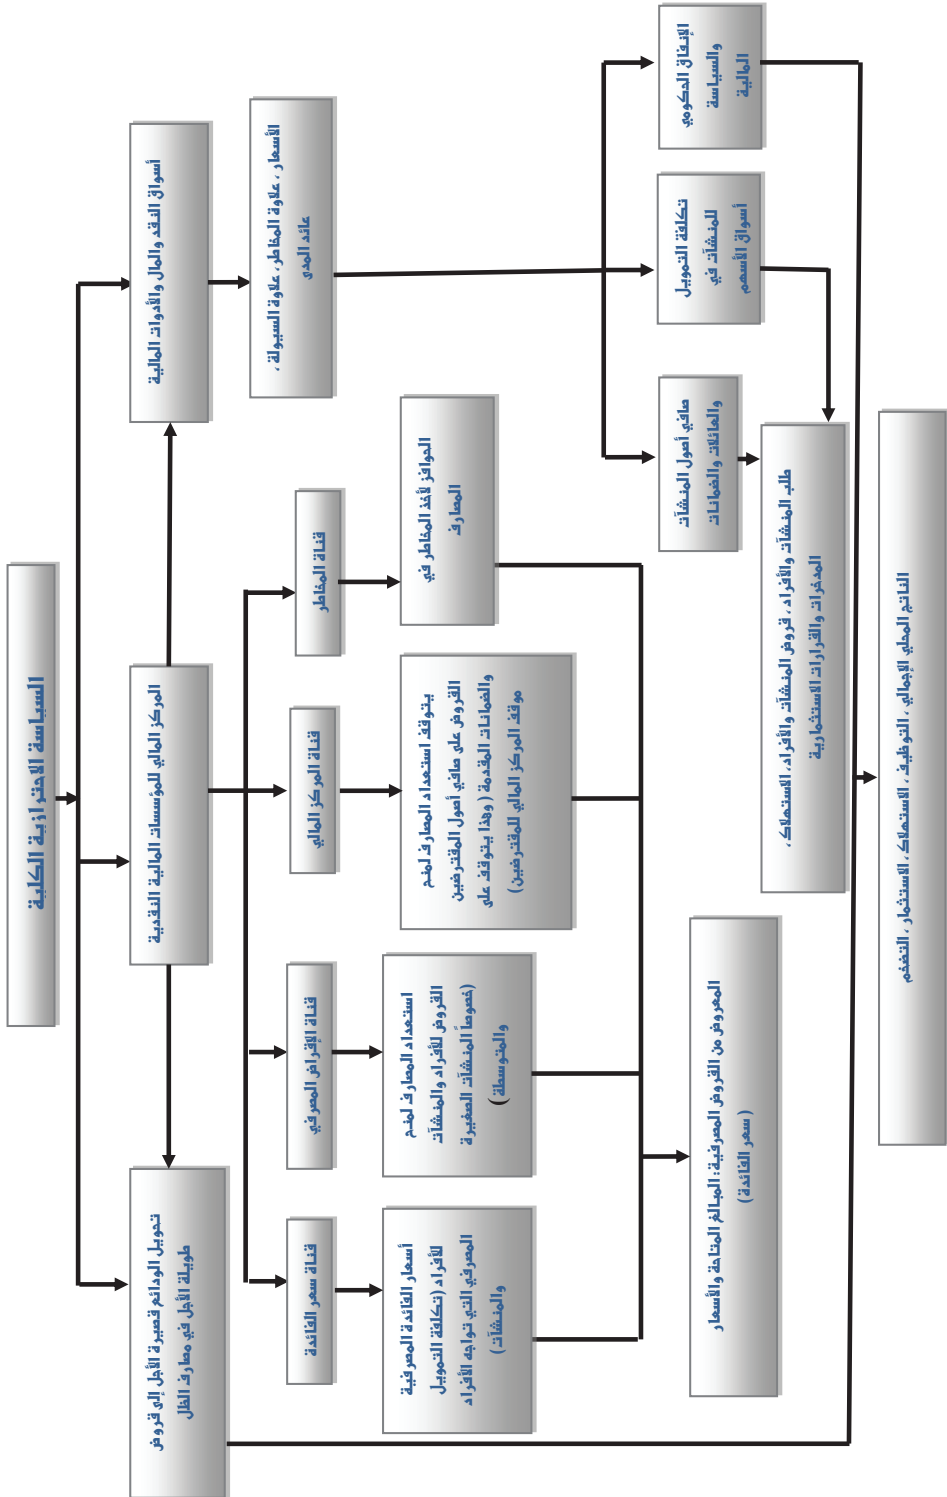 السياسة الاحترازية الكلية
أسواق النقد والمال والأدوات المالية
المركز المالي للمؤسسات المالية النقدية
تحويل الودائع قصيرة الأجل إلى قروض
طويلة الأجل في مصارف الظل
الأسعار ، علاوة المخاطر، علاوة السيولة ،
عائد المدى
قناة المخاطر
قناة المركز المالي
قناة الإقراض المصرفي
قناة سعر الفائدة
الحوافز لأخذ المخاطر في
المصارف
يتوقف استعداد المصارف لمنح
القروض على صافي أصول المقترضين
والضمانات المقدمة (وهذا يتوقف على
موقف المركز المالي للمقترضين)
استعداد المصارف لمنح
القروض للأفراد والمنشآت
(خصوصاً المنشآت الصغيرة
والمتوسطة)
أسعار الفائدة المصرفية
للأفراد (تكلفة التمويل
المصرفي التي تواجه الأفراد
والمنشآت)
الإنفاق الحكومي
والسياسة
المالية
تكلفة التمويل
للمنشآت في
أسواق الأسهم
صافي أصول المنشآت
والعائلات والضمانات
طلب المنشآت والأفراد، قروض المنشآت والأفراد، الاستهلاك،
المدخرات والقرارات الاستثمارية
المعروض من القروض المصرفية: المبالغ المتاحة والأسعار
(سعر الفائدة)
الناتج المحلي الإجمالي ، التوظيف ، الاستهلاك، الاستثمار ، التضخم